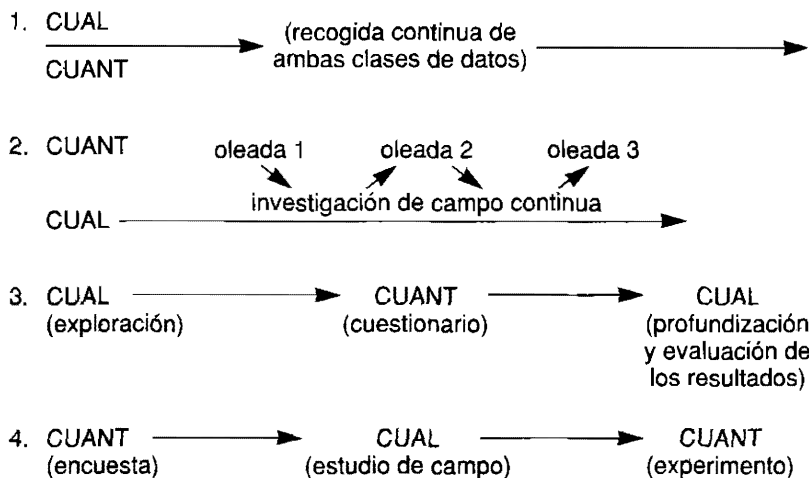 1. CUAL
CUANT
(recogida continua de
ambas clases de datos)
2. CUANT oleada 1 oleada 2 oleada 3
investigación de campo continua
CUAL
3. CUAL CUANT CUAL
(exploración) (cuestionario) (profundización
y evaluación de
los resultados)
4. CUANT CUAL CUANT
(encuesta) (estudio de campo) (experimento)